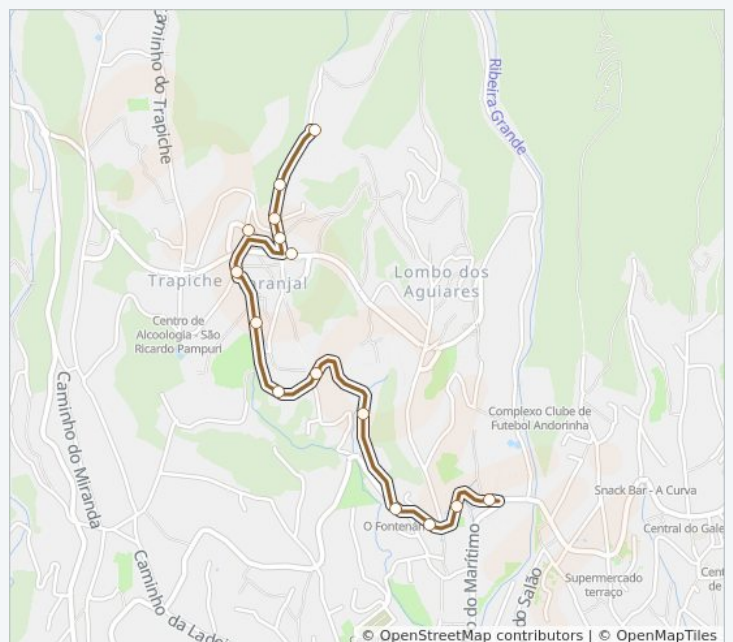 Caminho do Trapiche
Ribeira Grande
Lombo dos
Aguiares
Trapiche
aranjal
Centro de
Alcoologia - São
Ricardo Pampuri
Caminho do Miranda
Complexo Clube de
Futebol Andorinha
Snack Bar - A Curva
O Fontenár
Central do Gale
do Marítimo
do Salão
Supermercado
terraço
Cent
de
Caminho da Ladei
© OpenStreetMap contributors | © OpenMapTiles